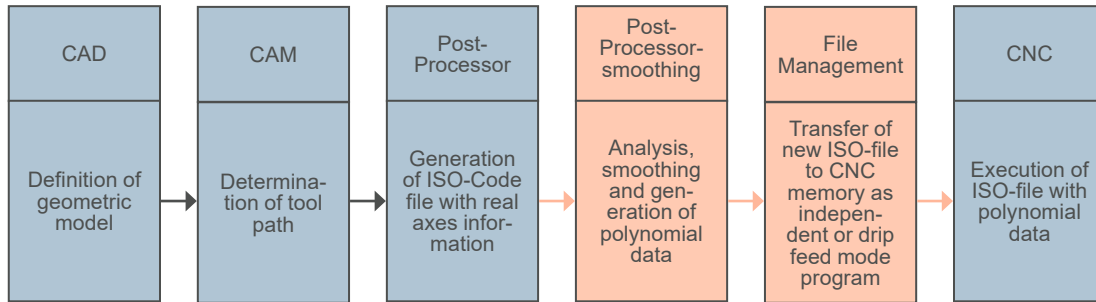 CAD
Definition of
geometric
model
CAM
Determina-
tion of tool
path
Post-
Processor
Generation
of ISO-Code
file with real
axes infor-
mation
Post-
Processor-
smoothing
Analysis,
smoothing
and gen-
eration of
polynomial
data
File
Management
Transfer of
new ISO-file
to CNC
memory as
indepen-
dent or drip
feed mode
program
CNC
Execution of
ISO-file with
polynomial
data